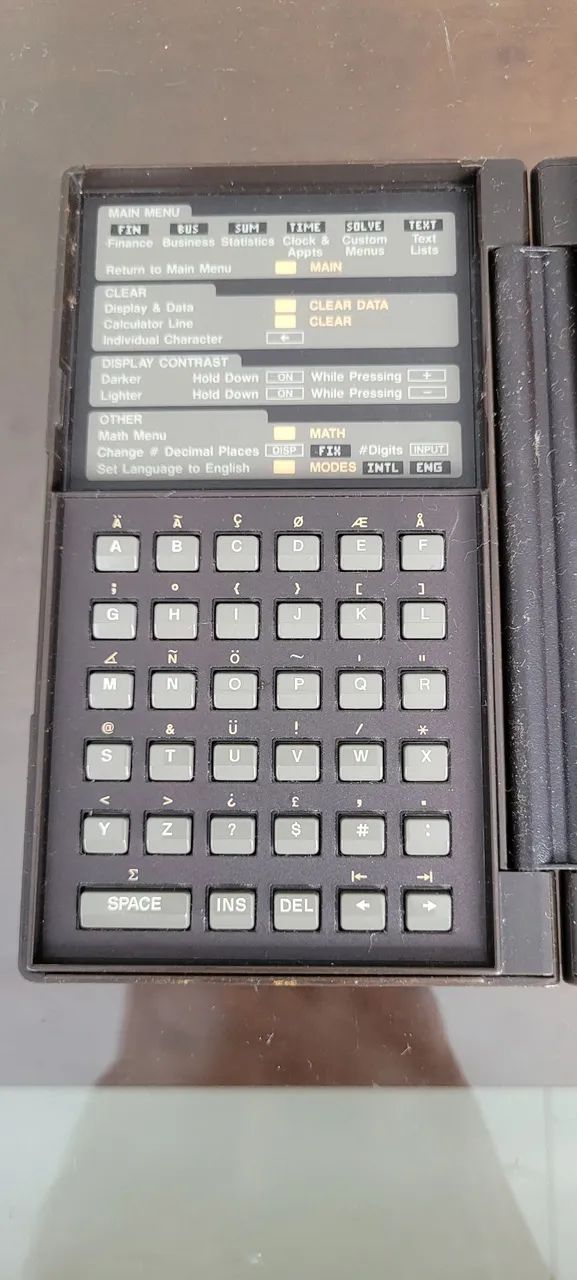 MAIN MENU
FIN BUS SUM TIME SOLVE TEXT
Finance Business Statistics Clock & Appts Custom Menus Text Lists
Return to Main Menu MAIN
CLEAR
Display & Data CLEAR DATA
Calculator Line CLEAR
Individual Character ←
DISPLAY CONTRAST
Darker Hold Down ON While Pressing +
Lighter Hold Down ON While Pressing −
OTHER
Math Menu MATH
Change # Decimal Places DISP FIX #Digits INPUT
Set Language to English MODES INTL ENG
Ä Ã Ç Ø Æ Å
A B C D E F
; ° { } [ ]
G H I J K L
∡ Ñ Ö ~ ' "
M N O P Q R
@ & Ü ! / *
S T U V W X
< > ¿ £ , .
Y Z ? $ # :
Σ |← →|
SPACE INS DEL ← →